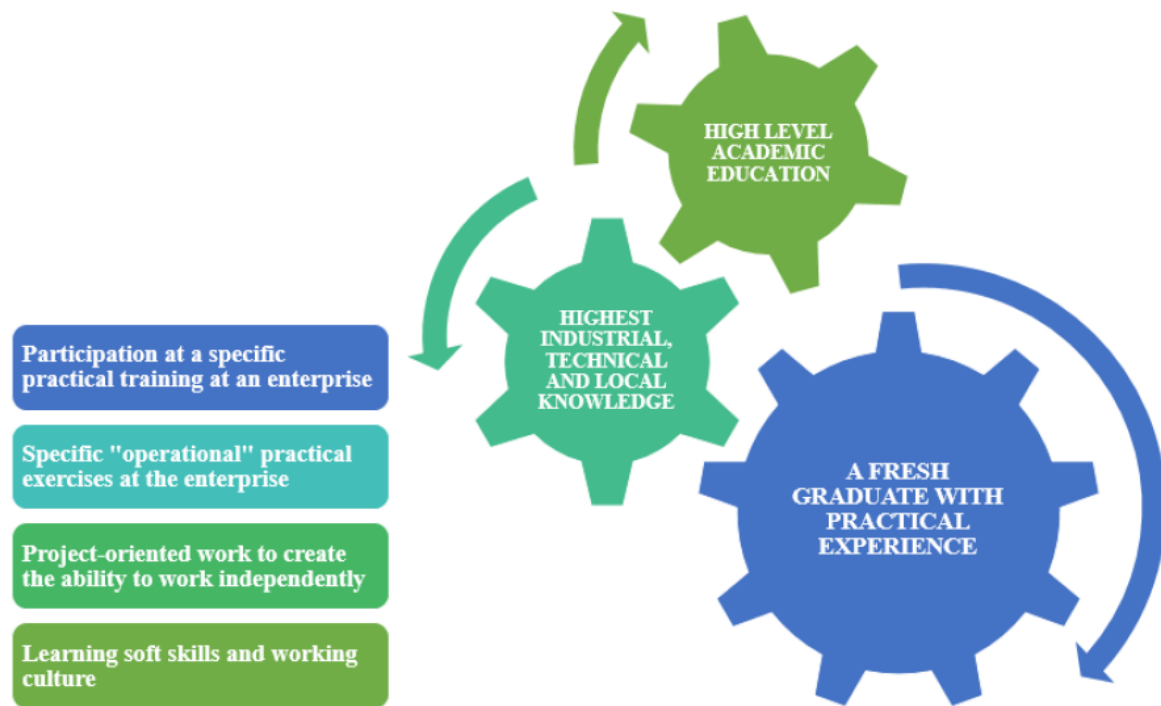 HIGH LEVEL
ACADEMIC
EDUCATION
HIGHEST
INDUSTRIAL,
TECHNICAL
AND LOCAL
KNOWLEDGE
A FRESH
GRADUATE WITH
PRACTICAL
EXPERIENCE
Participation at a specific
practical training at an enterprise
Specific "operational" practical
exercises at the enterprise
Project-oriented work to create
the ability to work independently
Learning soft skills and working
culture